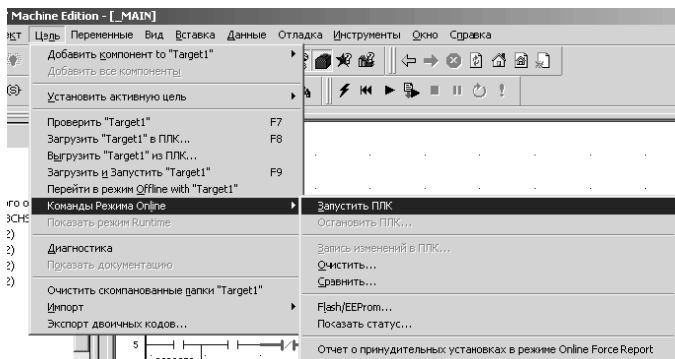 Machine Edition - [_MAIN]
Цель Переменные Вид Вставка Данные Отладка Инструменты Окно Справка
Добавить компонент to "Target1"
Добавить все компоненты
Установить активную цель
Проверить "Target1" F7
Загрузить "Target1" в ПЛК... F8
Выгрузить "Target1" из ПЛК...
Загрузить и Запустить "Target1" F9
Перейти в режим Offline with "Target1"
Команды Режима Online Запустить ПЛК
Показать режим Runtime Остановить ПЛК...
Запись изменений в ПЛК...
Диагностика Очистить...
Показать документацию Сравнить...
Очистить скомпанованные папки "Target1"
Импорт Flash/EEProm...
Экспорт двоичных кодов... Показать статус...
5 Отчет о принудительных установках в режиме Online Force Report